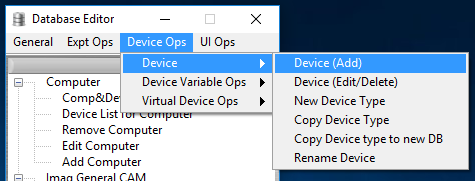 Database Editor
General Expt Ops Device Ops UI Ops
Device
Device Variable Ops
Virtual Device Ops
Device (Add)
Device (Edit/Delete)
New Device Type
Copy Device Type
Copy Device type to new DB
Rename Device
Computer
Comp&De
Device List for Computer
Remove Computer
Edit Computer
Add Computer
Imag General CAM